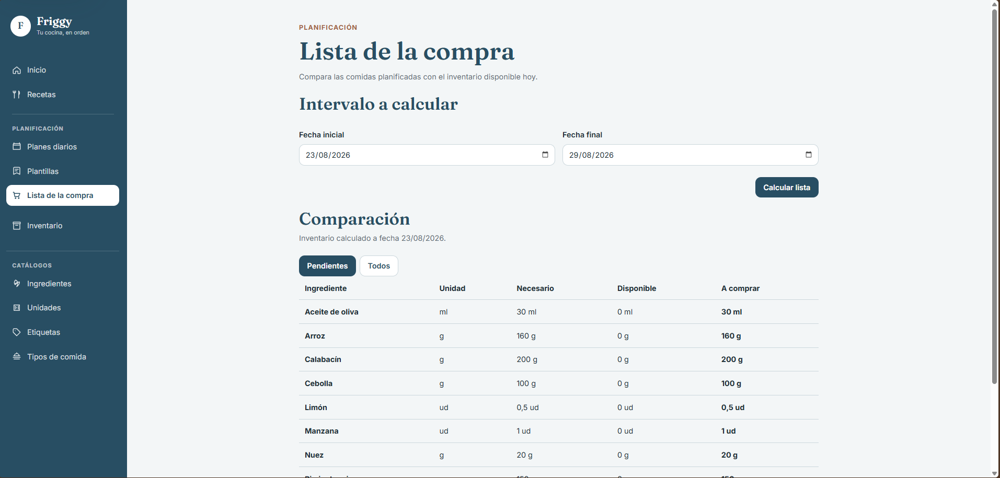 F
Friggy
Tu cocina, en orden
Inicio
Recetas
PLANIFICACIÓN
Planes diarios
Plantillas
Lista de la compra
Inventario
CATÁLOGOS
Ingredientes
Unidades
Etiquetas
Tipos de comida
PLANIFICACIÓN
Lista de la compra
Compara las comidas planificadas con el inventario disponible hoy.
Intervalo a calcular
Fecha inicial Fecha final
23/08/2026 29/08/2026
Calcular lista
Comparación
Inventario calculado a fecha 23/08/2026.
Pendientes Todos
Ingrediente Unidad Necesario Disponible A comprar
Aceite de oliva ml 30 ml 0 ml 30 ml
Arroz g 160 g 0 g 160 g
Calabacín g 200 g 0 g 200 g
Cebolla g 100 g 0 g 100 g
Limón ud 0,5 ud 0 ud 0,5 ud
Manzana ud 1 ud 0 ud 1 ud
Nuez g 20 g 0 g 20 g